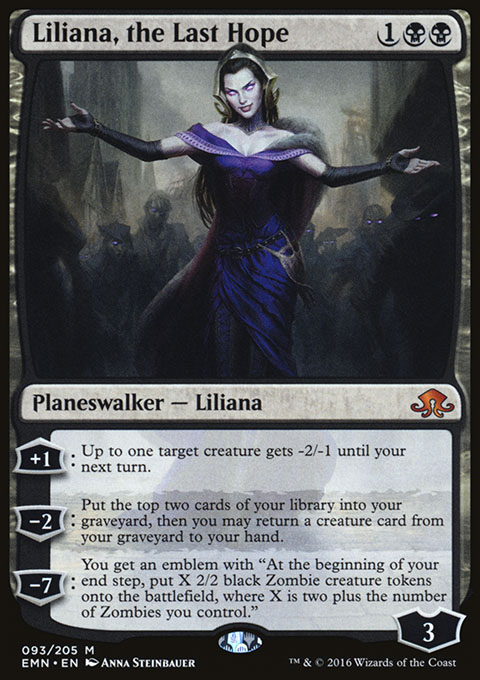 Liliana, the Last Hope 1
Planeswalker — Liliana
+1 : Up to one target creature gets -2/-1 until your
next turn.
Put the top two cards of your library into your
-2 : graveyard, then you may return a creature card from
your graveyard to your hand.
You get an emblem with “At the beginning of your
-7 : end step, put X 2/2 black Zombie creature tokens
onto the battlefield, where X is two plus the number
of Zombies you control.”
3
093/205 M
EMN • EN Anna Steinbauer
™ & © 2016 Wizards of the Coast